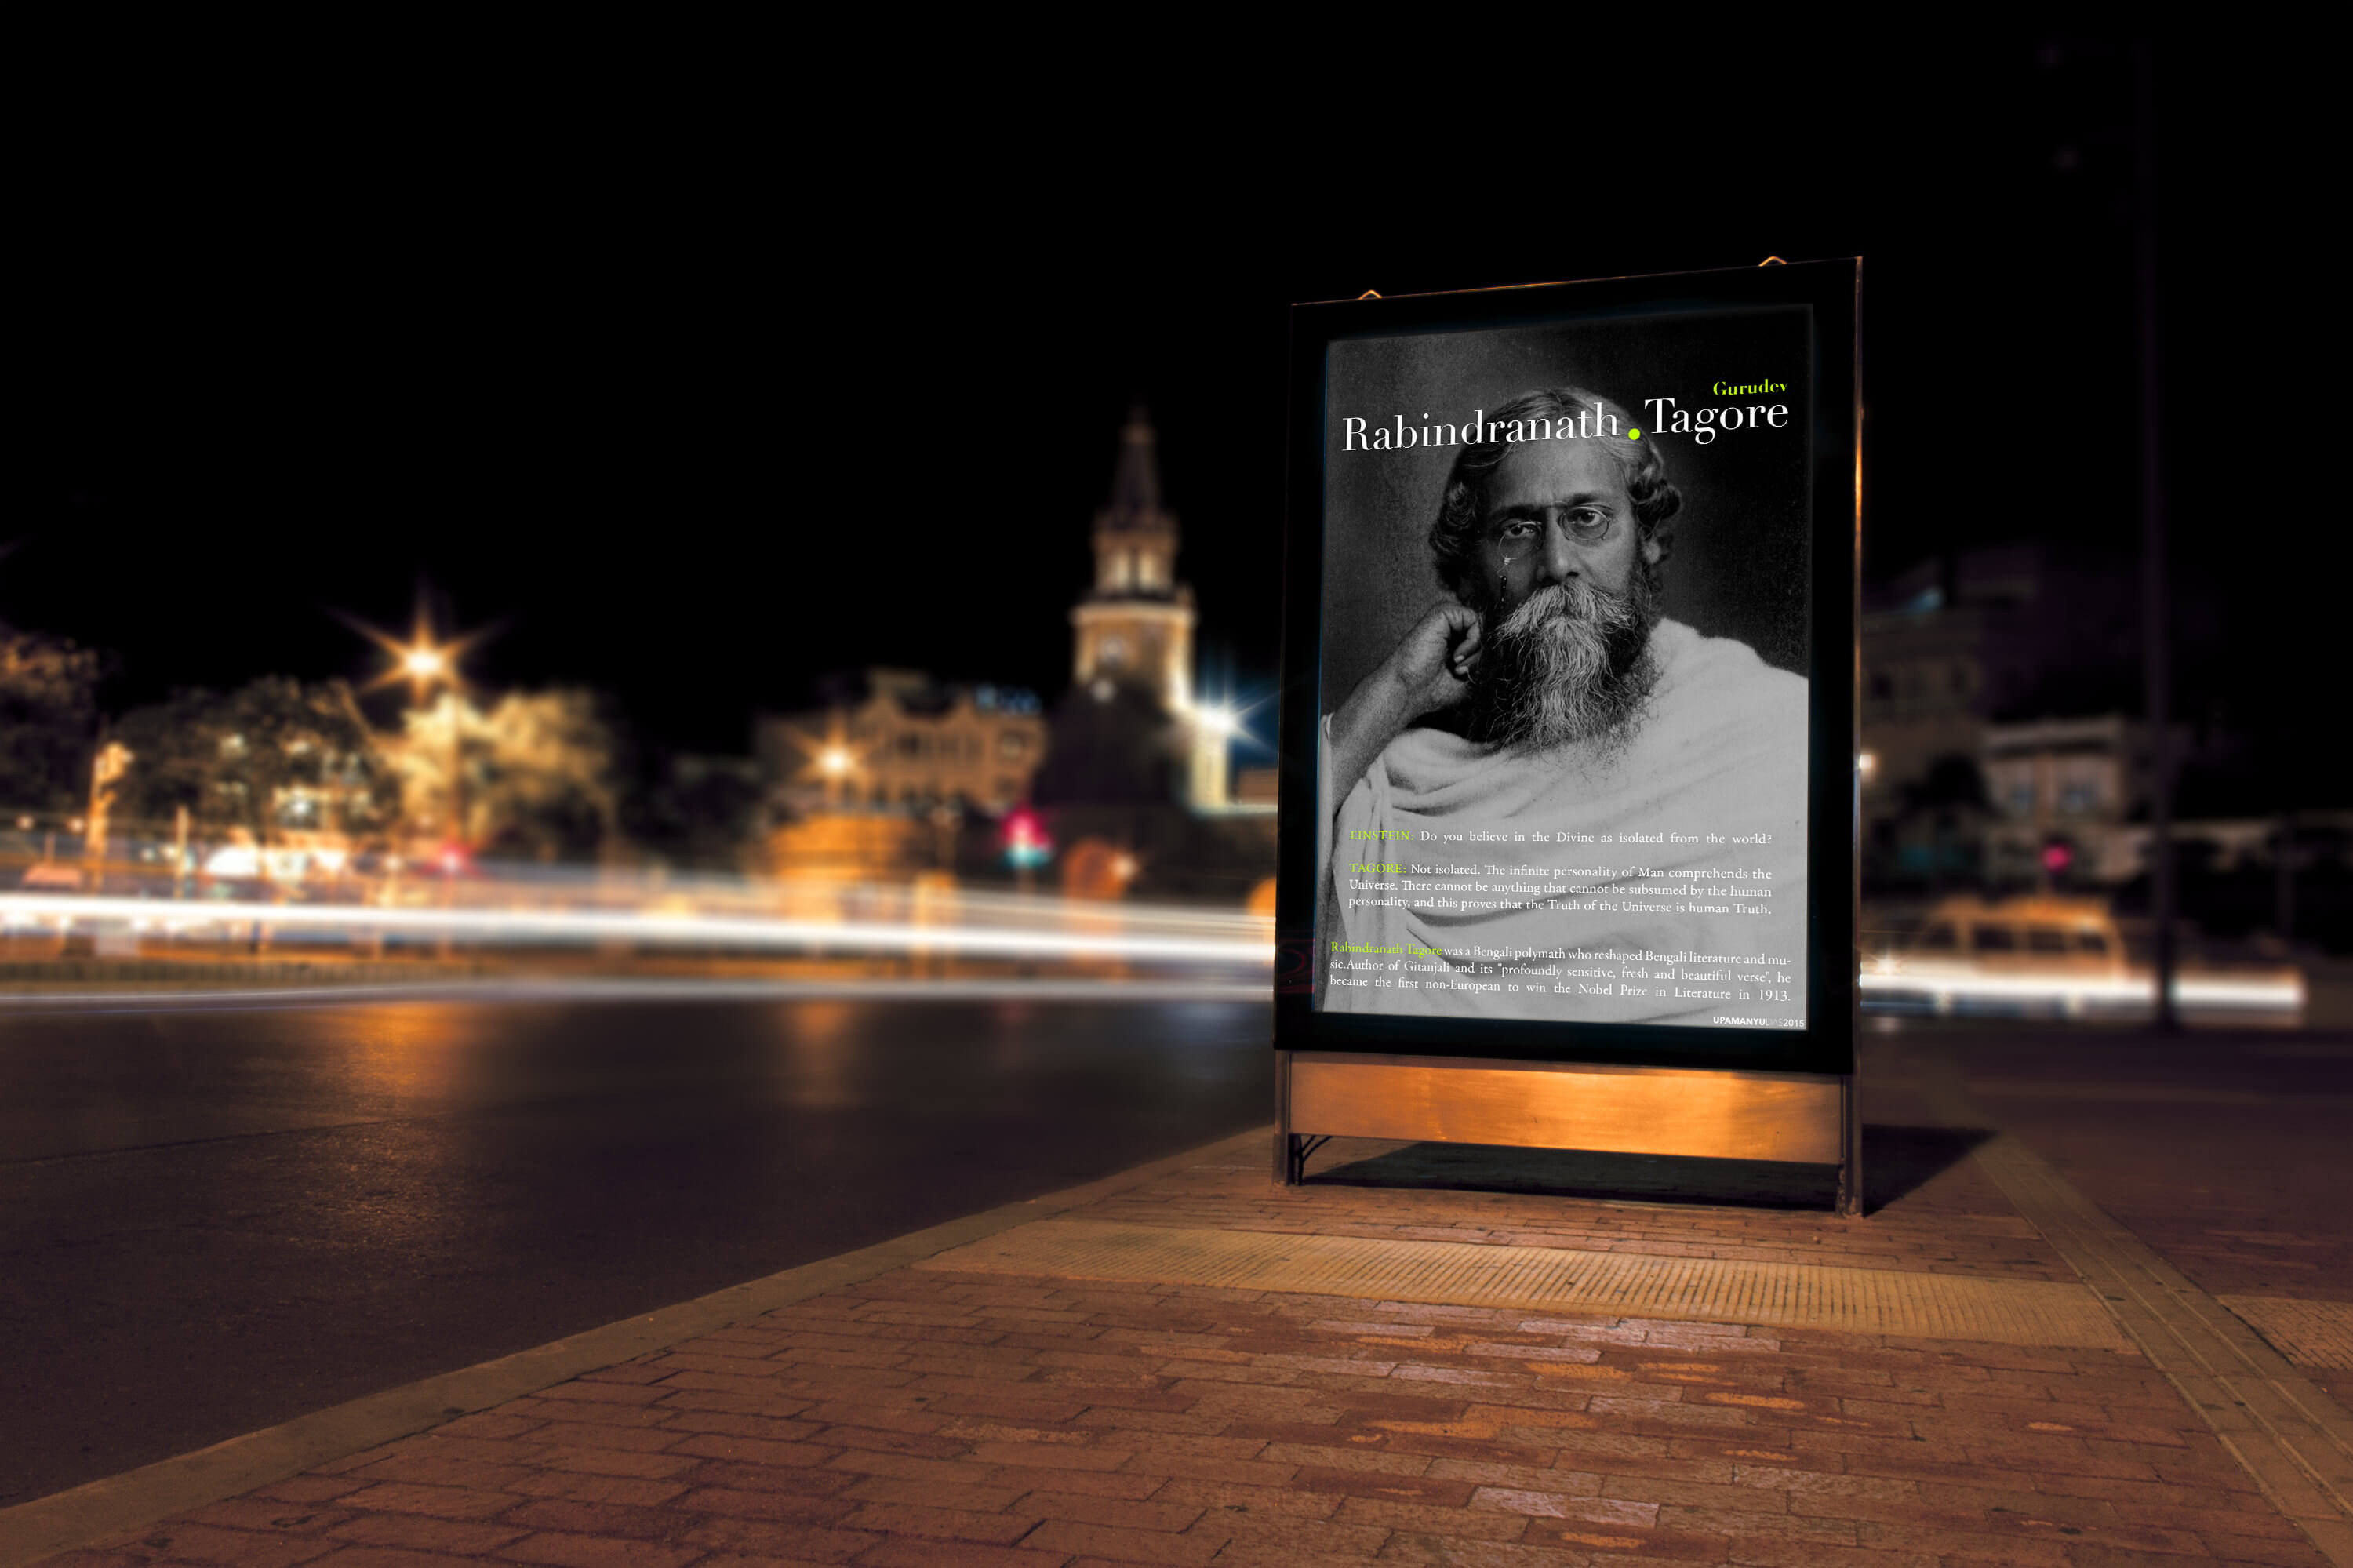 Gurudev
Rabindranath.Tagore
EINSTEIN: Do you believe in the Divine as isolated from the world?
TAGORE: Not isolated. The infinite personality of Man comprehends the
Universe. There cannot be anything that cannot be subsumed by the human
personality, and this proves that the Truth of the Universe is human Truth.
Rabindranath Tagore was a Bengali polymath who reshaped Bengali literature and mu-
sic.Author of Gitanjali and its "profoundly sensitive, fresh and beautiful verse", he
became the first non-European to win the Nobel Prize in Literature in 1913.
UPAMANYUDAS2015